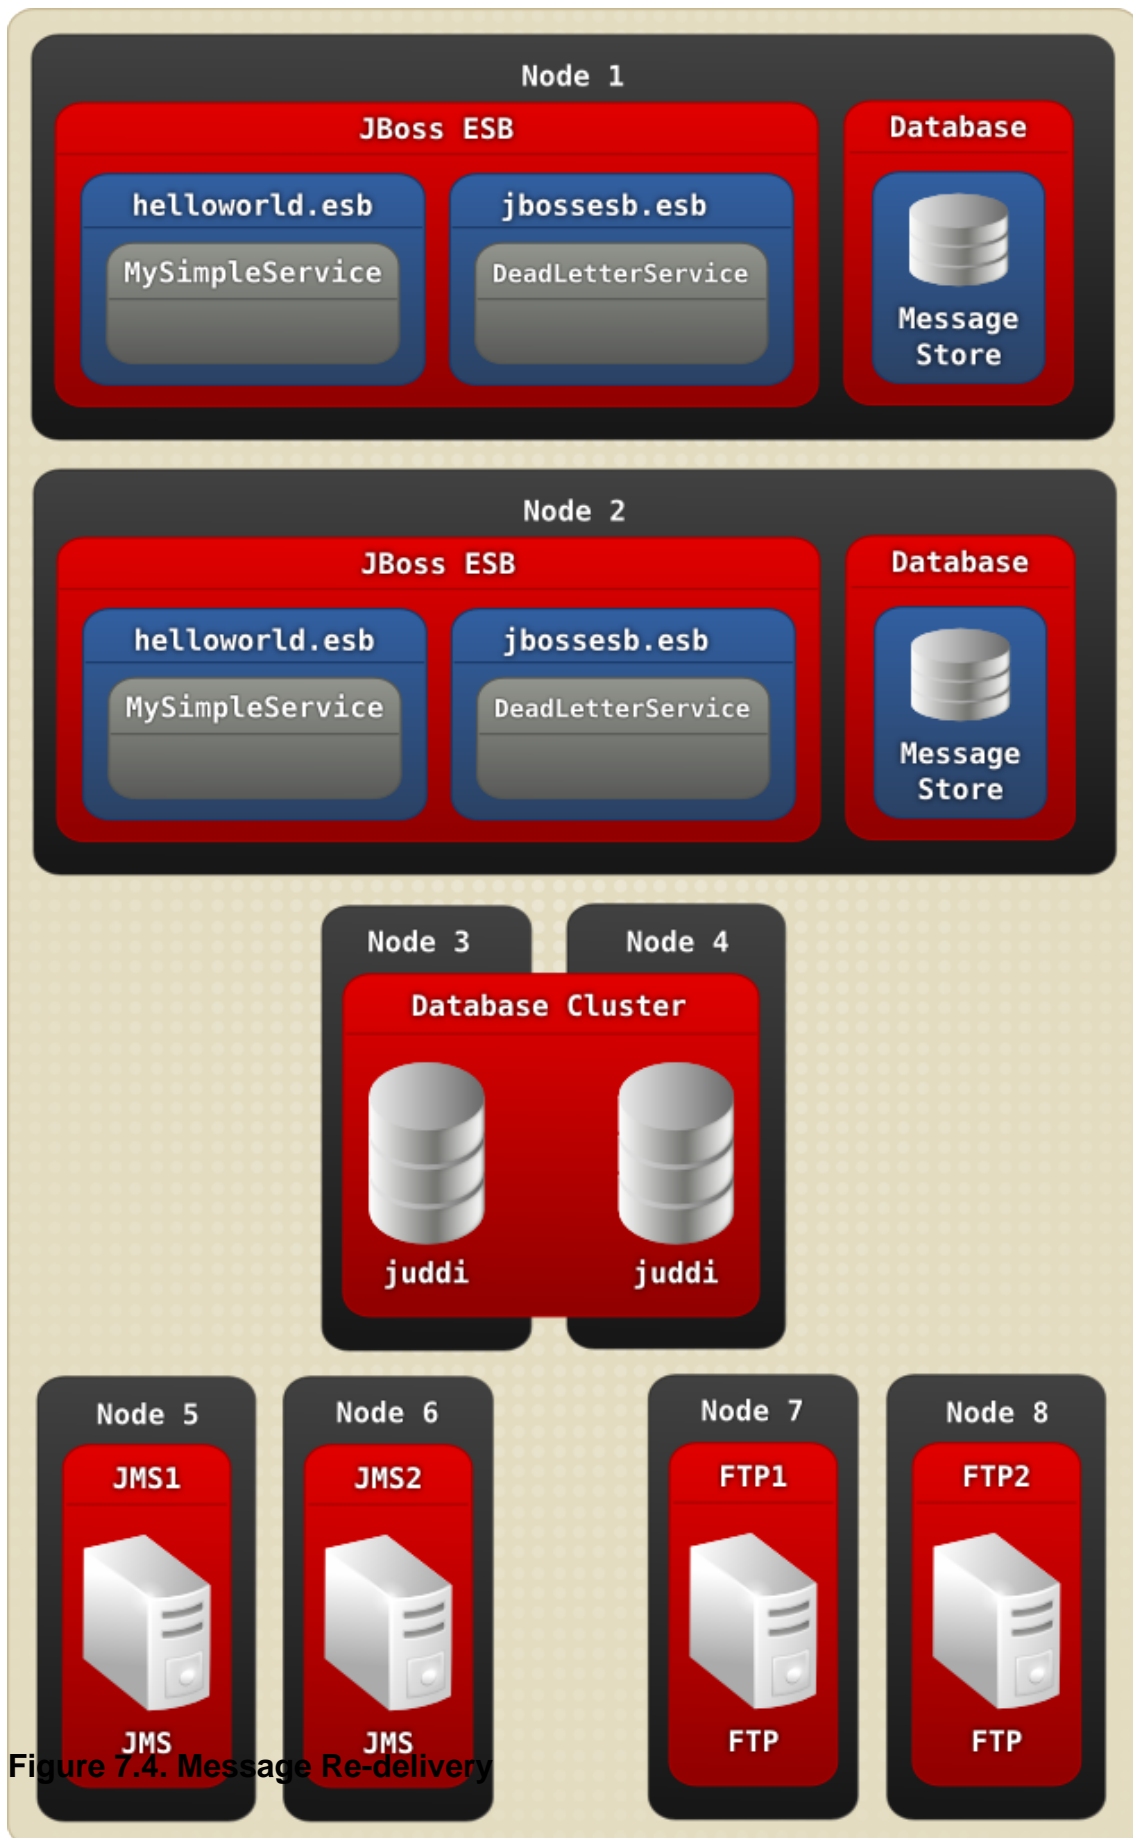 Node 1
JBoss ESB
Database
helloworld.esb
jbossesb.esb
MySimpleService
DeadLetterService
Message
Store
Node 2
JBoss ESB
Database
helloworld.esb
jbossesb.esb
MySimpleService
DeadLetterService
Message
Store
Node 3
Node 4
Database Cluster
juddi
juddi
Node 5
Node 6
Node 7
Node 8
JMS1
JMS2
FTP1
FTP2
JMS
JMS
FTP
FTP
Figure 7.4. Message Re-delivery